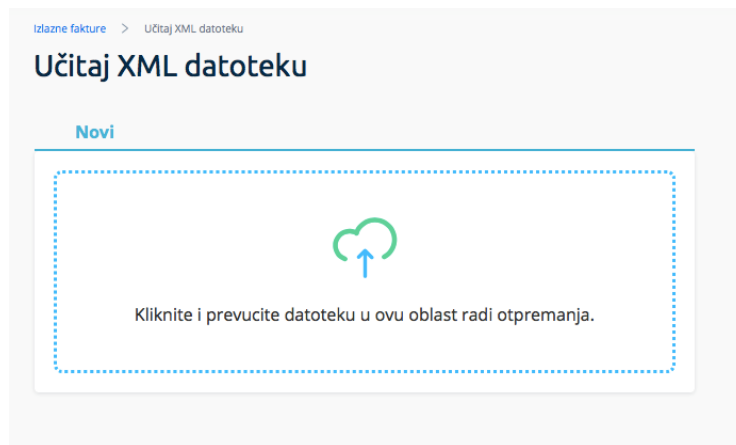 Izlazne fakture > Učitaj XML datoteku
Učitaj XML datoteku
Novi
Kliknite i prevucite datoteku u ovu oblast radi otpremanja.